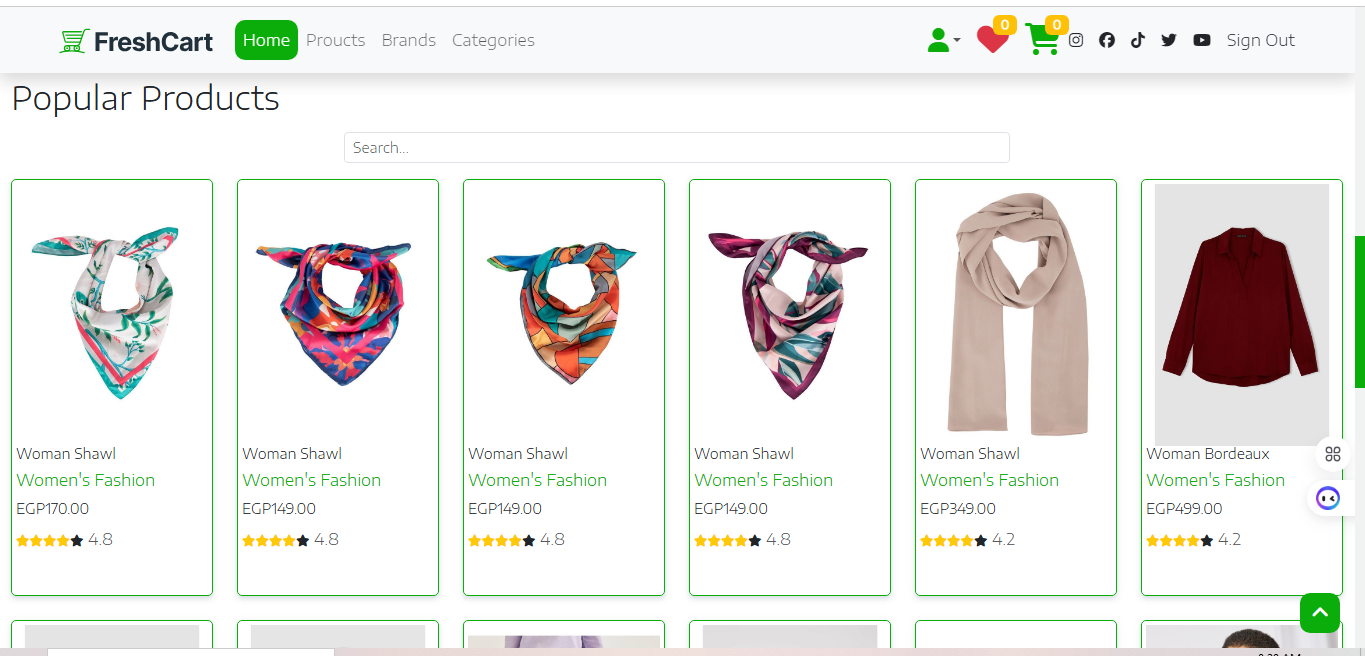 FreshCart Home Proucts Brands Categories 0 0 Sign Out
Popular Products
Search...
Woman Shawl
Women's Fashion
EGP170.00
4.8
Woman Shawl
Women's Fashion
EGP149.00
4.8
Woman Shawl
Women's Fashion
EGP149.00
4.8
Woman Shawl
Women's Fashion
EGP149.00
4.8
Woman Shawl
Women's Fashion
EGP349.00
4.2
Woman Bordeaux
Women's Fashion
EGP499.00
4.2